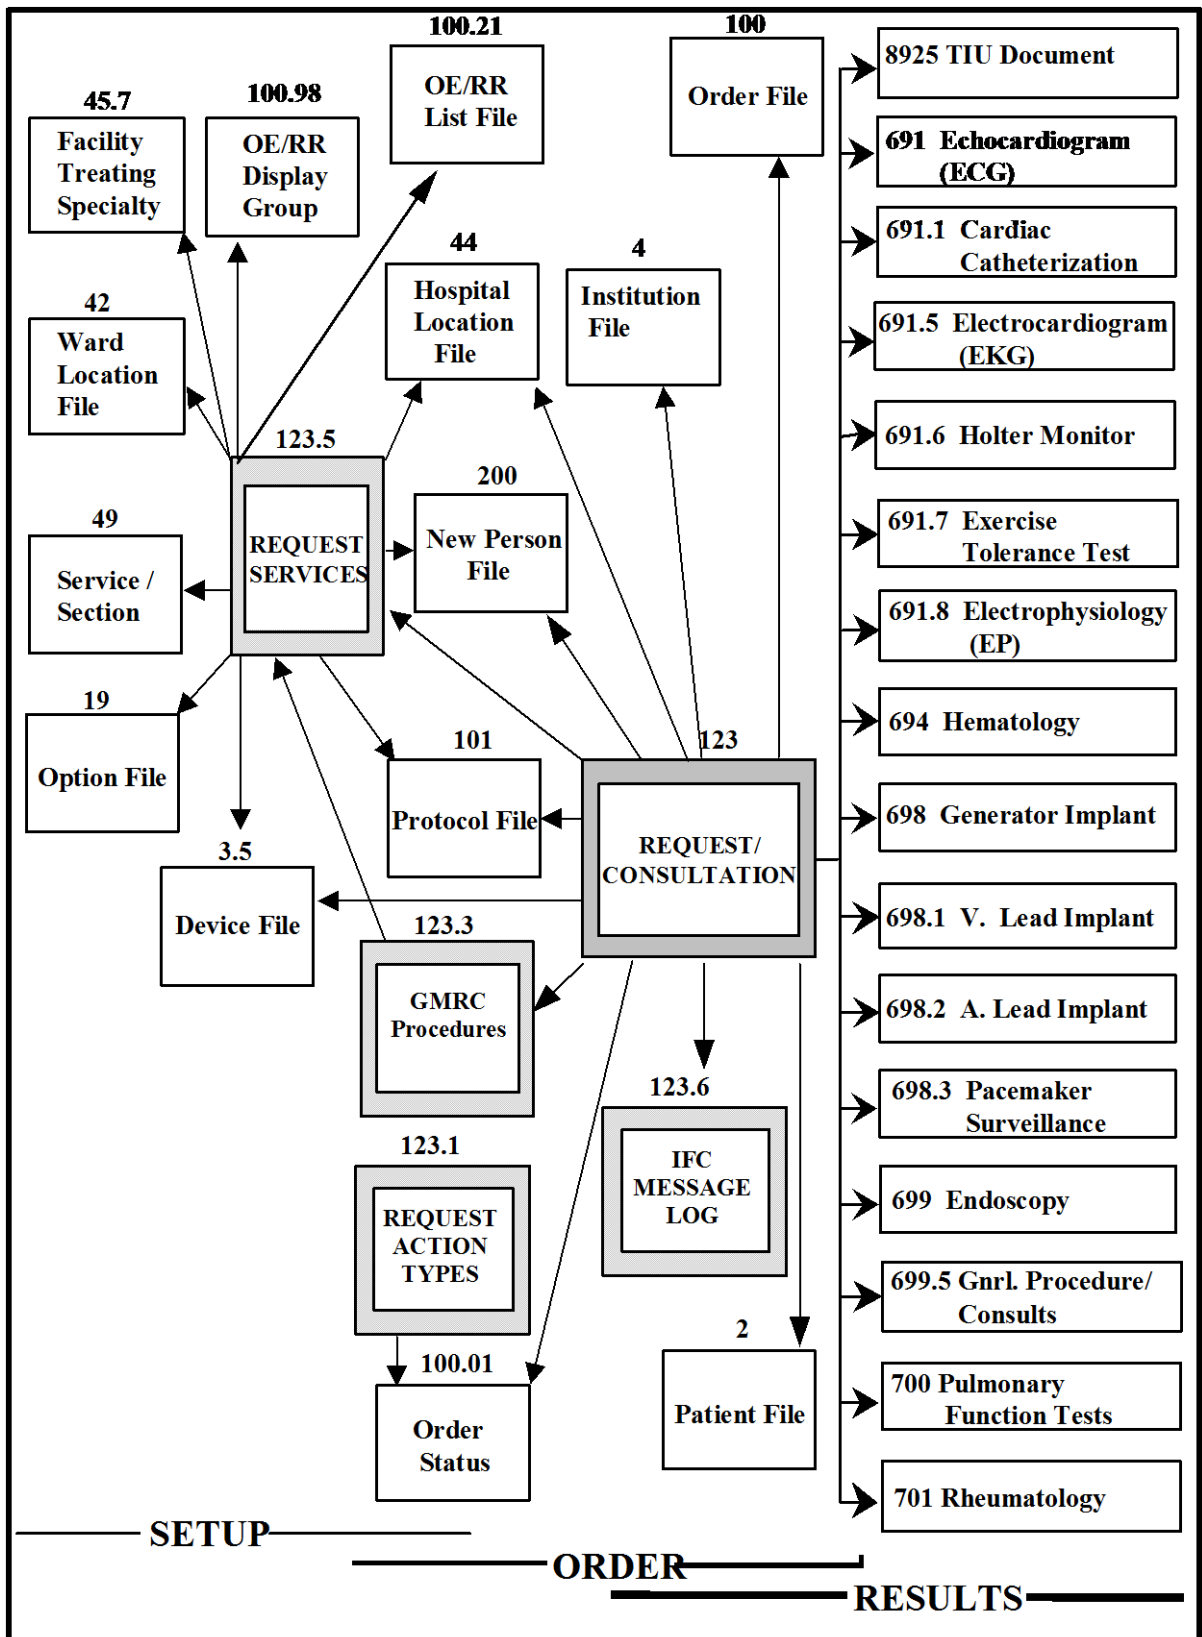 100.21
OE/RR
List File
100
Order File
45.7
Facility
Treating
Specialty
100.98
OE/RR
Display
Group
44
Hospital
Location
File
4
Institution
File
42
Ward
Location
File
123.5
REQUEST
SERVICES
200
New Person
File
49
Service /
Section
19
Option File
101
Protocol File
123
REQUEST/
CONSULTATION
3.5
Device File
123.3
GMRC
Procedures
123.6
IFC
MESSAGE
LOG
123.1
REQUEST
ACTION
TYPES
100.01
Order
Status
2
Patient File
8925 TIU Document
691 Echocardiogram
(ECG)
691.1 Cardiac
Catheterization
691.5 Electrocardiogram
(EKG)
691.6 Holter Monitor
691.7 Exercise
Tolerance Test
691.8 Electrophysiology
(EP)
694 Hematology
698 Generator Implant
698.1 V. Lead Implant
698.2 A. Lead Implant
698.3 Pacemaker
Surveillance
699 Endoscopy
699.5 Gnrl. Procedure/
Consults
700 Pulmonary
Function Tests
701 Rheumatology
SETUP
ORDER
RESULTS